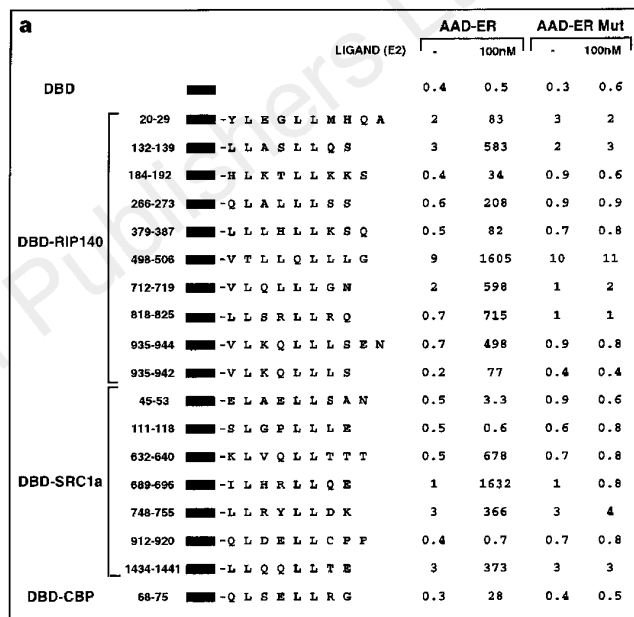 a
AAD-ER AAD-ER Mut
LIGAND (E2) - 100nM - 100nM
DBD 0.4 0.5 0.3 0.6
DBD-RIP140
20-29 -Y L E G L L M H Q A 2 83 3 2
132-139 -L L A S L L Q S 3 583 2 3
184-192 -H L K T L L K K S 0.4 34 0.9 0.6
266-273 -Q L A L L L S S 0.6 208 0.9 0.9
379-387 -L L L H L L K S Q 0.5 82 0.7 0.8
498-506 -V T L L Q L L L G 9 1605 10 11
712-719 -V L Q L L L G N 2 598 1 2
818-825 -L L S R L L R Q 0.7 715 1 1
935-944 -V L K Q L L L S E N 0.7 498 0.9 0.8
935-942 -V L K Q L L L S 0.2 77 0.4 0.4
DBD-SRC1a
45-53 -E L A E L L S A N 0.5 3.3 0.9 0.6
111-118 -S L G P L L L E 0.5 0.6 0.6 0.8
632-640 -K L V Q L L T T T 0.5 678 0.7 0.8
689-696 -I L H R L L Q E 1 1632 1 0.8
748-755 -L L R Y L L D K 3 366 3 4
912-920 -Q L D E L L C P P 0.4 0.7 0.7 0.8
1434-1441 -L L Q Q L L T E 3 373 3 3
DBD-CBP 68-75 -Q L S E L L R G 0.3 28 0.4 0.5
Publishers